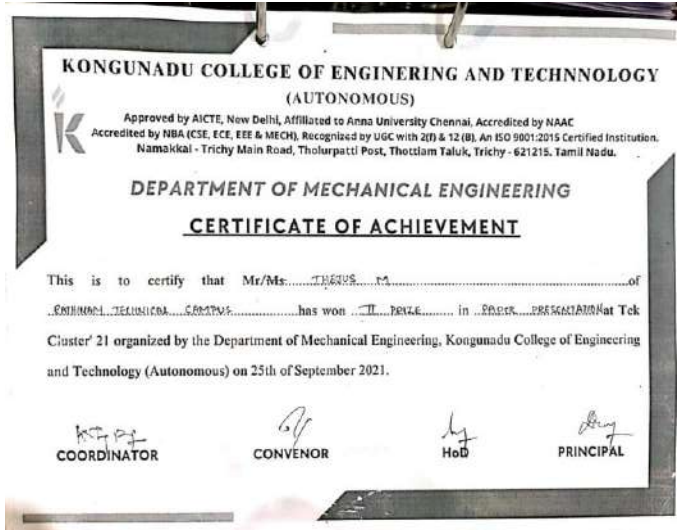 KONGUNADU COLLEGE OF ENGINERING AND TECHNNOLOGY
(AUTONOMOUS)
Approved by AICTE, New Delhi, Affiliated to Anna University Chennai, Accredited by NAAC
Accredited by NBA (CSE, ECE, EEE & MECH), Recognized by UGC with 2(f) & 12 (B), An ISO 9001:2015 Certified Institution.
Namakkal - Trichy Main Road, Tholurpatti Post, Thottiam Taluk, Trichy - 621215. Tamil Nadu.
DEPARTMENT OF MECHANICAL ENGINEERING
CERTIFICATE OF ACHIEVEMENT
This is to certify that Mr/Ms. THEJUS M of
TECHNICAL CAMPUS has won II PRIZE in PAPER PRESENTATION at Tek
Cluster' 21 organized by the Department of Mechanical Engineering, Kongunadu College of Engineering
and Technology (Autonomous) on 25th of September 2021.
COORDINATOR CONVENOR HoD PRINCIPAL